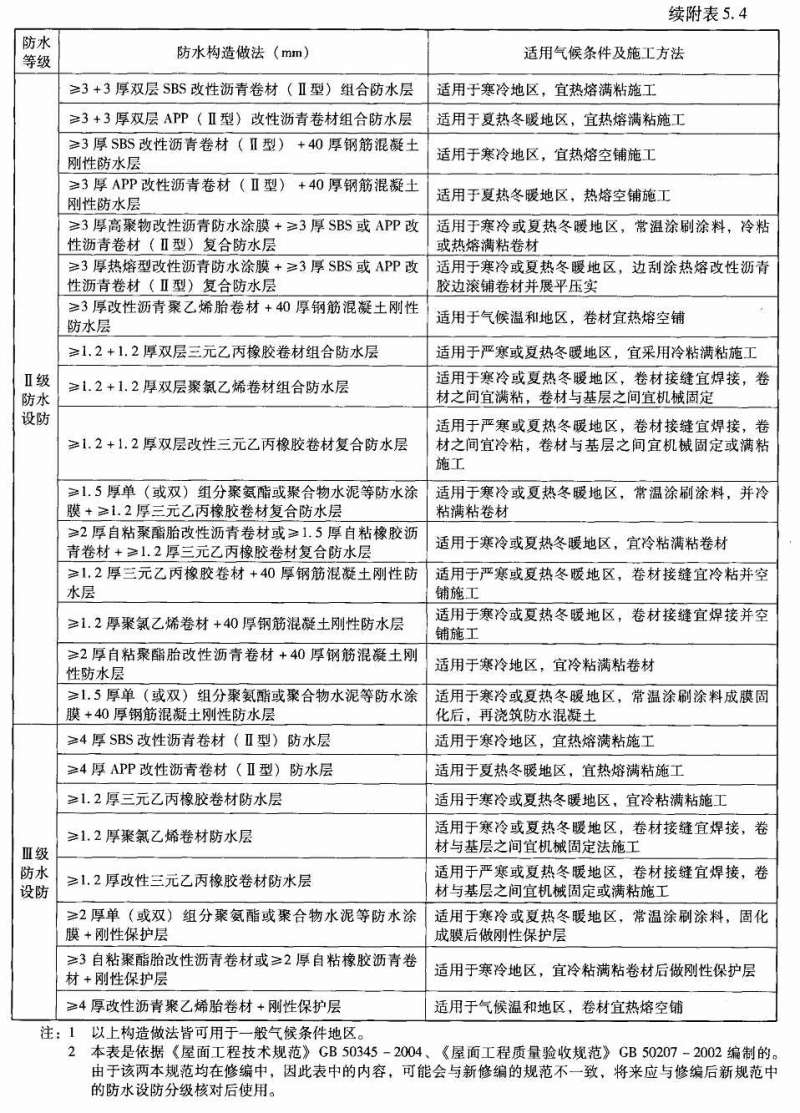 续附表5.4
防水
等级
防水构造做法（mm）
适用气候条件及施工方法
≥3+3厚双层SBS改性沥青卷材（Ⅱ型）组合防水层
适用于寒冷地区，宜热熔满粘施工
≥3+3厚双层APP（Ⅱ型）改性沥青卷材组合防水层
适用于夏热冬暖地区，宜热熔满粘施工
≥3厚SBS改性沥青卷材（Ⅱ型）+40厚钢筋混凝土
刚性防水层
适用于寒冷地区，宜热熔空铺施工
≥3厚APP改性沥青卷材（Ⅱ型）+40厚钢筋混凝土
刚性防水层
适用于夏热冬暖地区，热熔空铺施工
≥3厚高聚物改性沥青防水涂膜+≥3厚SBS或APP改
性沥青卷材（Ⅱ型）复合防水层
适用于寒冷或夏热冬暖地区，常温涂刷涂料，冷粘
或热熔满粘卷材
≥3厚热熔型改性沥青防水涂膜+≥3厚SBS或APP改
性沥青卷材（Ⅱ型）复合防水层
适用于寒冷或夏热冬暖地区，边刮涂热熔改性沥青
胶边滚铺卷材并展平压实
≥3厚改性沥青聚乙烯胎卷材+40厚钢筋混凝土刚性
防水层
适用于气候温和地区，卷材宜热熔空铺
≥1.2+1.2厚双层三元乙丙橡胶卷材组合防水层
适用于严寒或夏热冬暖地区，宜采用冷粘满粘施工
Ⅱ级
防水
设防
≥1.2+1.2厚双层聚氯乙烯卷材组合防水层
适用于寒冷或夏热冬暖地区，卷材接缝宜焊接，卷
材之间宜满粘，卷材与基层之间宜机械固定
≥1.2+1.2厚双层改性三元乙丙橡胶卷材复合防水层
适用于严寒或夏热冬暖地区，卷材接缝宜焊接，卷
材之间宜冷粘，卷材与基层之间宜机械固定或满粘
施工
≥1.5厚单（或双）组分聚氨酯或聚合物水泥等防水涂
膜+≥1.2厚三元乙丙橡胶卷材复合防水层
适用于寒冷或夏热冬暖地区，常温涂刷涂料，并冷
粘满粘卷材
≥2厚自粘聚酯胎改性沥青卷材或≥1.5厚自粘橡胶沥
青卷材+≥1.2厚三元乙丙橡胶卷材复合防水层
适用于寒冷或夏热冬暖地区，宜冷粘满粘卷材
≥1.2厚三元乙丙橡胶卷材+40厚钢筋混凝土刚性防
水层
适用于严寒或夏热冬暖地区，卷材接缝宜冷粘并空
铺施工
≥1.2厚聚氯乙烯卷材+40厚钢筋混凝土刚性防水层
适用于寒冷或夏热冬暖地区，卷材接缝宜焊接并空
铺施工
≥2厚自粘聚酯胎改性沥青卷材+40厚钢筋混凝土刚
性防水层
适用于寒冷地区，宜冷粘满粘卷材
≥1.5厚单（或双）组分聚氨酯或聚合物水泥等防水涂
膜+40厚钢筋混凝土刚性防水层
适用于寒冷或夏热冬暖地区，常温涂刷涂料成膜固
化后，再浇筑防水混凝土
≥4厚SBS改性沥青卷材（Ⅱ型）防水层
适用于寒冷地区，宜热熔满粘施工
≥4厚APP改性沥青卷材（Ⅱ型）防水层
适用于夏热冬暖地区，宜热熔满粘施工
≥1.2厚三元乙丙橡胶卷材防水层
适用于寒冷或夏热冬暖地区，宜冷粘满粘施工
≥1.2厚聚氯乙烯卷材防水层
适用于寒冷或夏热冬暖地区，卷材接缝宜焊接，卷
材与基层之间宜机械固定法施工
Ⅲ级
防水
设防
≥1.2厚改性三元乙丙橡胶卷材防水层
适用于严寒或夏热冬暖地区，卷材接缝宜焊接，卷
材与基层之间宜机械固定或满粘施工
≥2厚单（或双）组分聚氨酯或聚合物水泥等防水涂
膜+刚性保护层
适用于寒冷或夏热冬暖地区，常温涂刷涂料，固化
成膜后做刚性保护层
≥3自粘聚酯胎改性沥青卷材或≥2厚自粘橡胶沥青卷
材+刚性保护层
适用于寒冷地区，宜冷粘满粘卷材后做刚性保护层
≥4厚改性沥青聚乙烯胎卷材+刚性保护层
适用于气候温和地区，卷材宜热熔空铺
注：1 以上构造做法皆可用于一般气候条件地区。
2 本表是依据《屋面工程技术规范》GB 50345－2004、《屋面工程质量验收规范》GB 50207－2002编制的。
由于该两本规范均在修编中，因此表中的内容，可能会与新修编的规范不一致，将来应与修编后新规范中
的防水设防分级核对后使用。